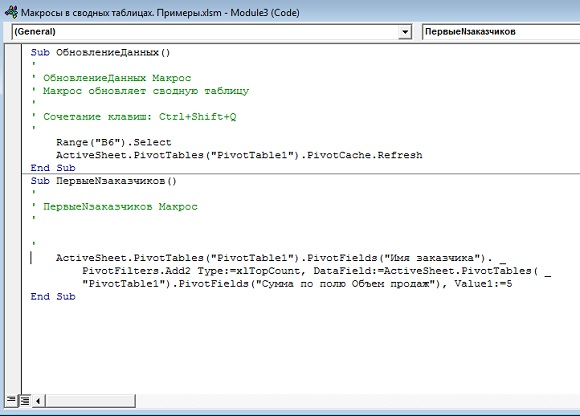 Макросы в сводных таблицах. Примеры.xlsm - Module3 (Code)
(General) ПервыеNзаказчиков
Sub ОбновлениеДанных()
'
' ОбновлениеДанных Макрос
' Макрос обновляет сводную таблицу
'
' Сочетание клавиш: Ctrl+Shift+Q
'
    Range("B6").Select
    ActiveSheet.PivotTables("PivotTable1").PivotCache.Refresh
End Sub
Sub ПервыеNзаказчиков()
'
' ПервыеNзаказчиков Макрос
'
'
    ActiveSheet.PivotTables("PivotTable1").PivotFields("Имя заказчика"). _
        PivotFilters.Add2 Type:=xlTopCount, DataField:=ActiveSheet.PivotTables( _
        "PivotTable1").PivotFields("Сумма по полю Объем продаж"), Value1:=5
End Sub